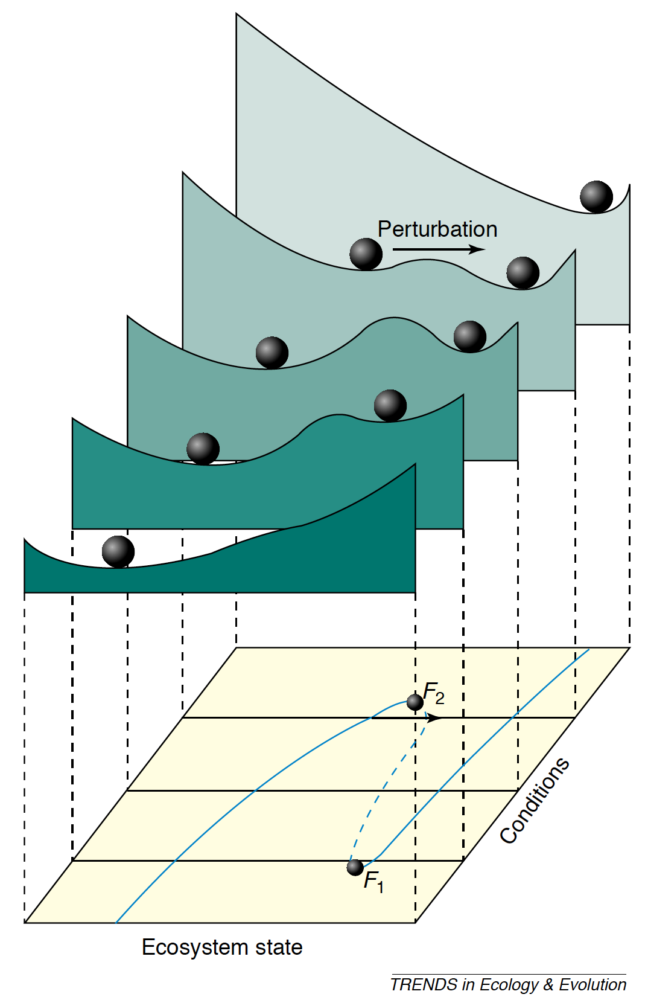 Perturbation
F2
Conditions
F1
Ecosystem state
TRENDS in Ecology & Evolution